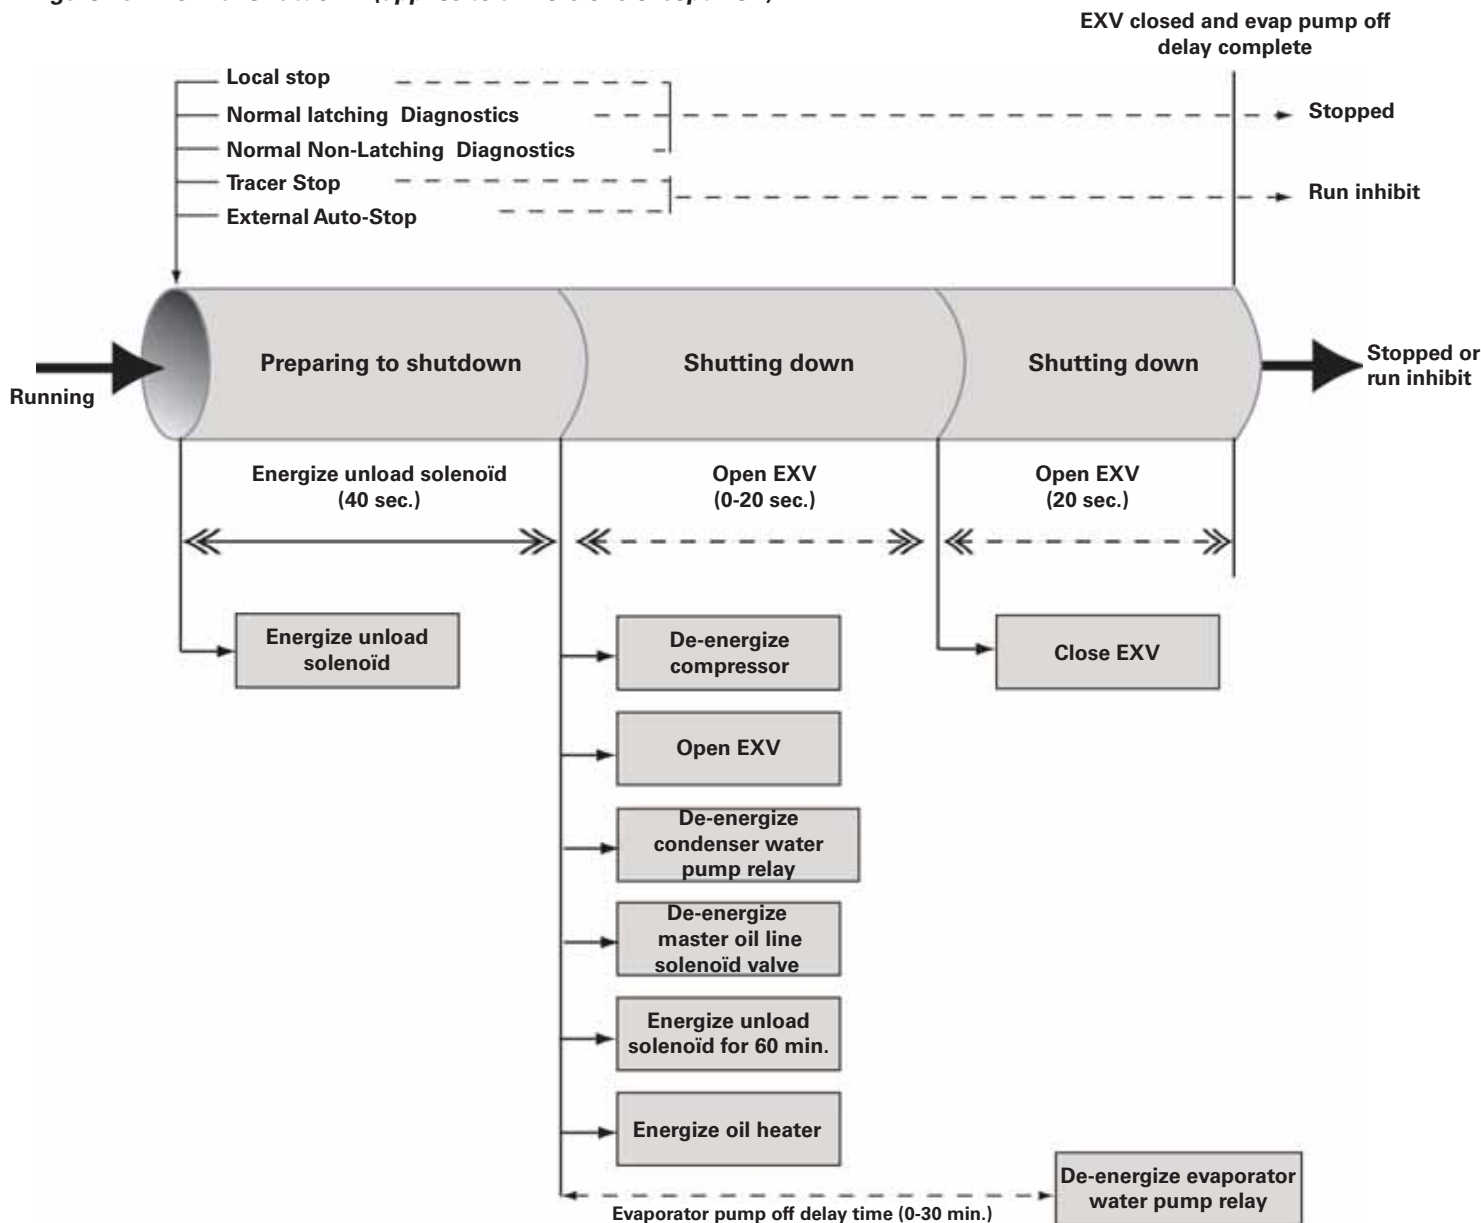 EXV closed and evap pump off
delay complete
Local stop
Normal latching Diagnostics
Stopped
Normal Non-Latching Diagnostics
Tracer Stop
Run inhibit
External Auto-Stop
Running
Preparing to shutdown
Shutting down
Shutting down
Stopped or
run inhibit
Energize unload solenoïd
(40 sec.)
Open EXV
(0-20 sec.)
Open EXV
(20 sec.)
Energize unload
solenoïd
De-energize
compressor
Close EXV
Open EXV
De-energize
condenser water
pump relay
De-energize
master oil line
solenoïd valve
Energize unload
solenoïd for 60 min.
Energize oil heater
De-energize evaporator
water pump relay
Evaporator pump off delay time (0-30 min.)